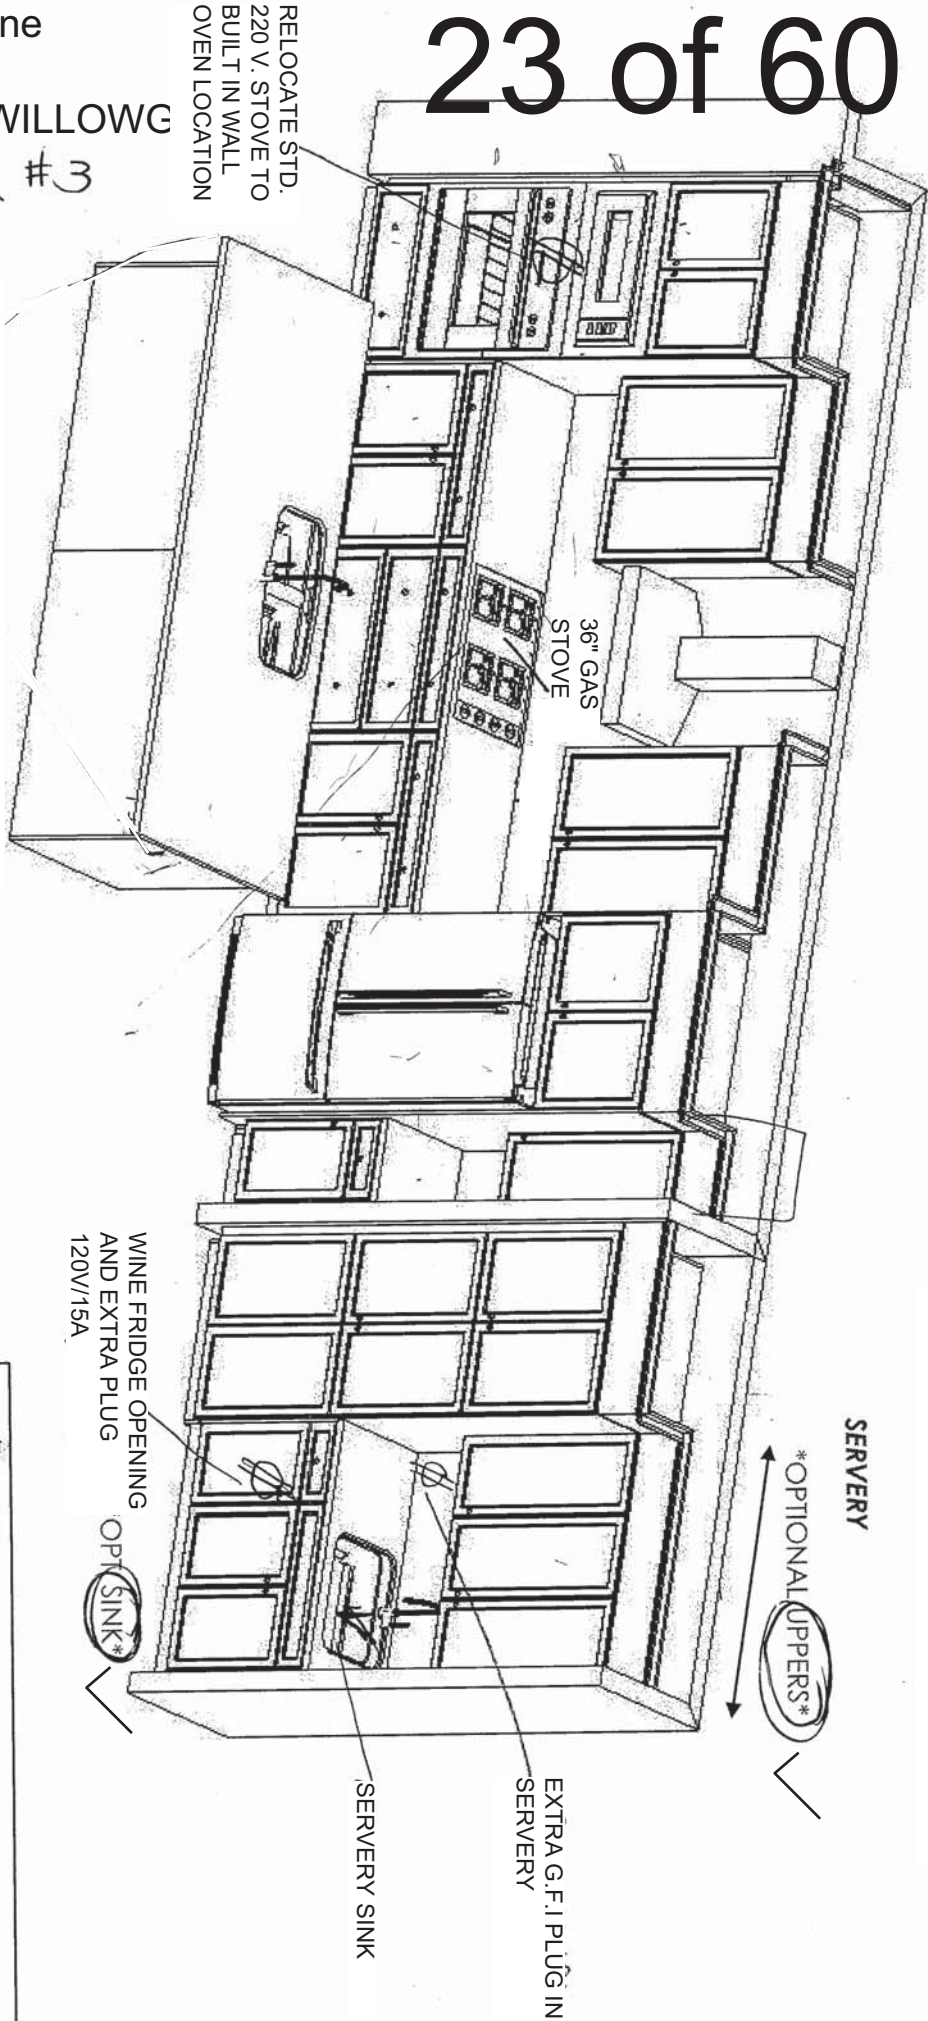 23 of 60
ne
WILLOWG
#3
RELOCATE STD.
220 V. STOVE TO
BUILT IN WALL
OVEN LOCATION
36" GAS
STOVE
SERVERY
*OPTIONAL UPPERS*
WINE FRIDGE OPENING
AND EXTRA PLUG
120V/15A
OPT SINK*
EXTRA G.F.I PLUG IN
SERVERY
SERVERY SINK